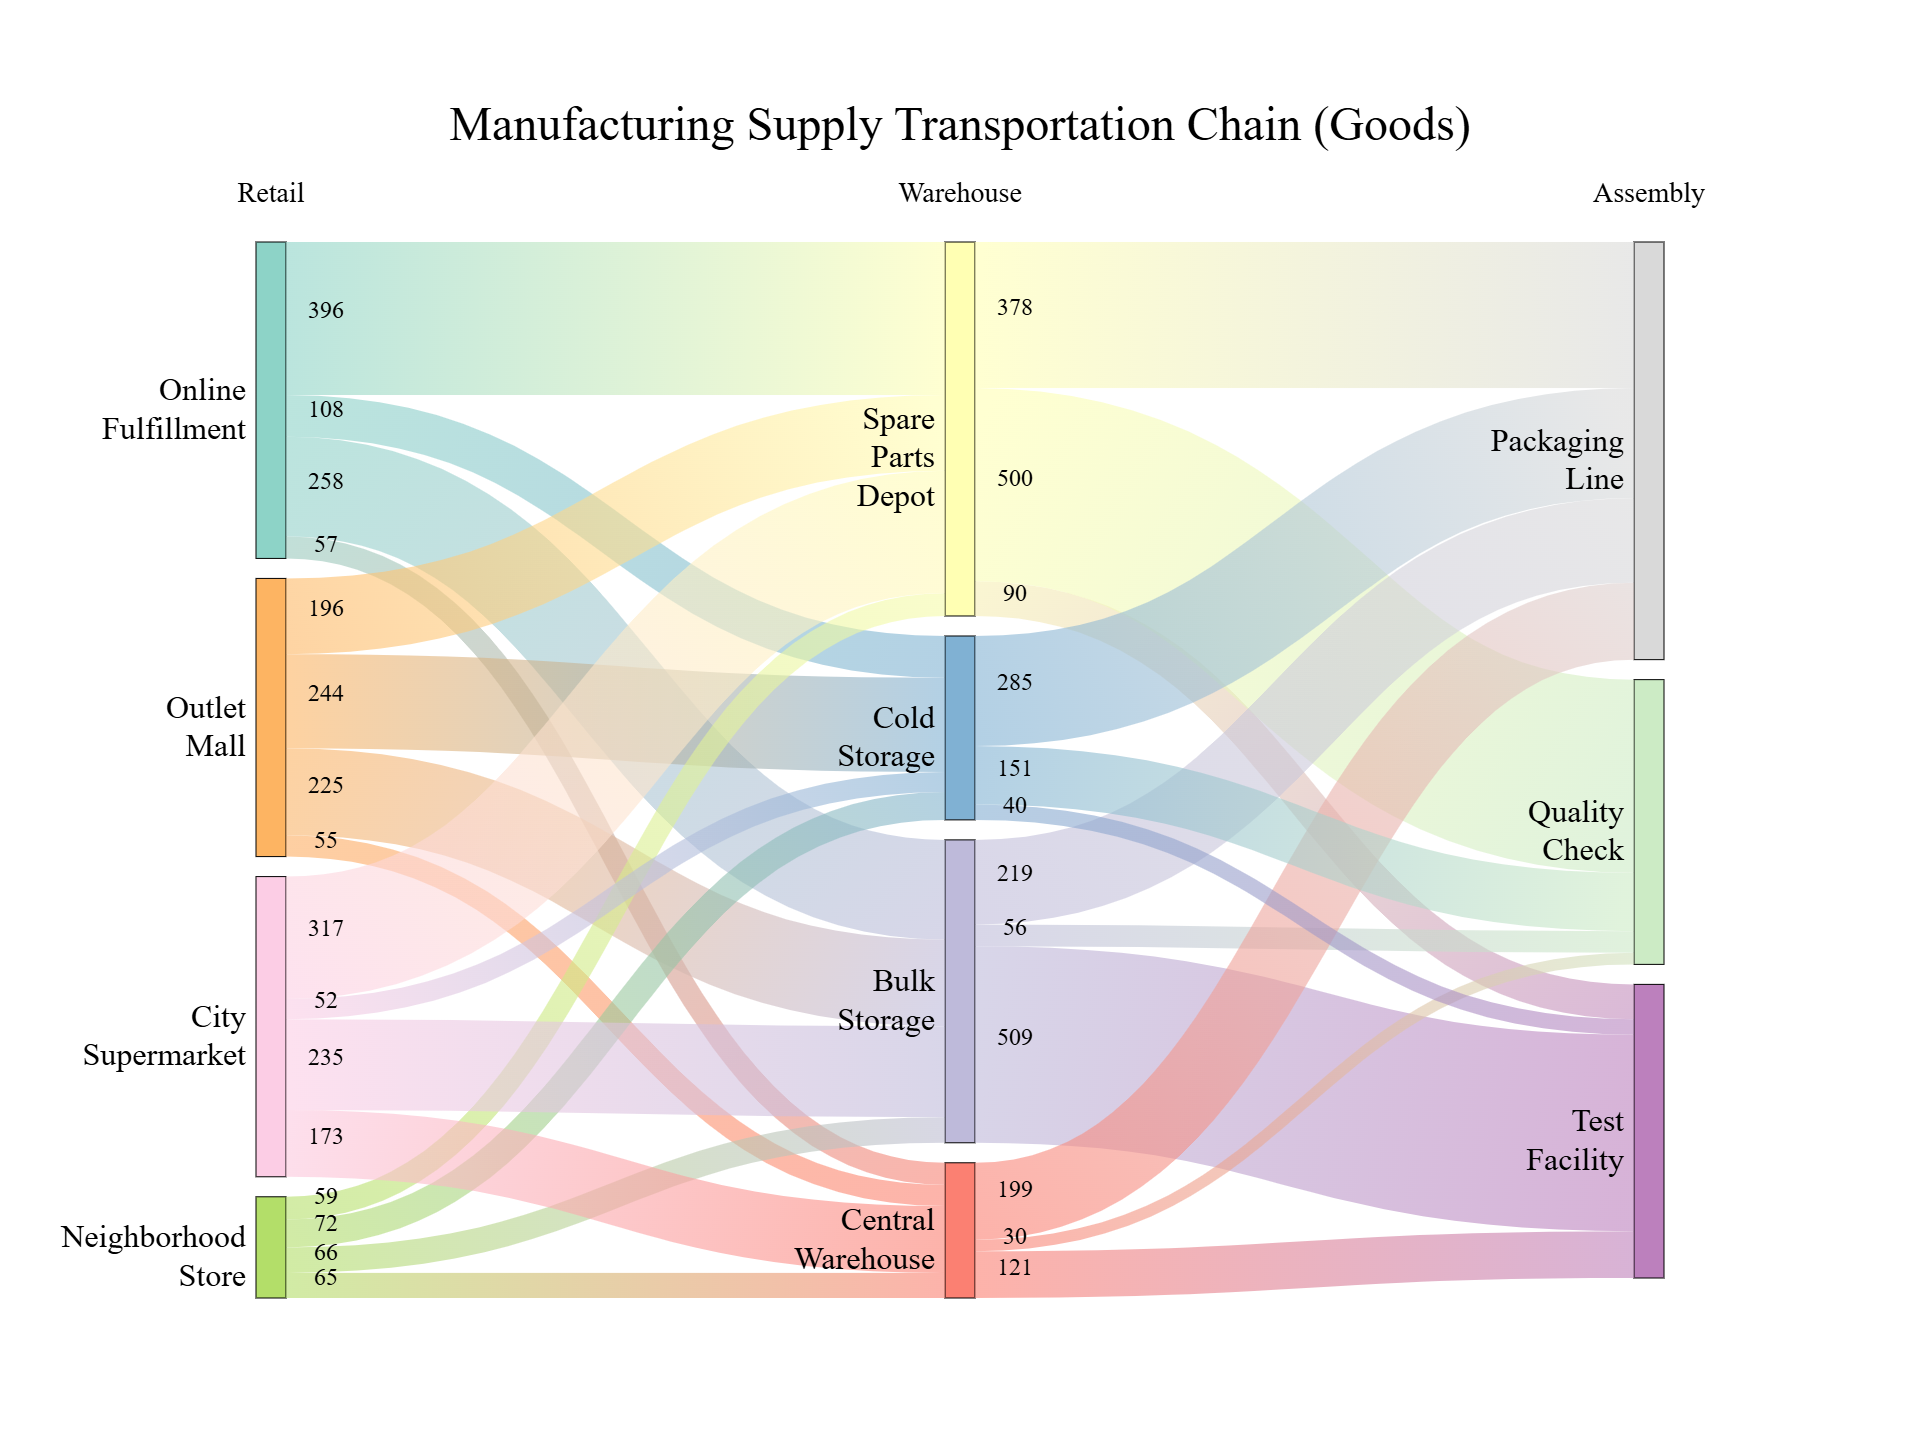 Manufacturing Supply Transportation Chain (Goods)
Retail
Warehouse
Assembly
Online
Fulfillment
396
108
258
57
Outlet
Mall
196
244
225
55
City
Supermarket
317
52
235
173
Neighborhood
Store
59
72
66
65
Spare
Parts
Depot
378
500
90
Cold
Storage
285
151
40
Bulk
Storage
219
56
509
Central
Warehouse
199
30
121
Packaging
Line
Quality
Check
Test
Facility